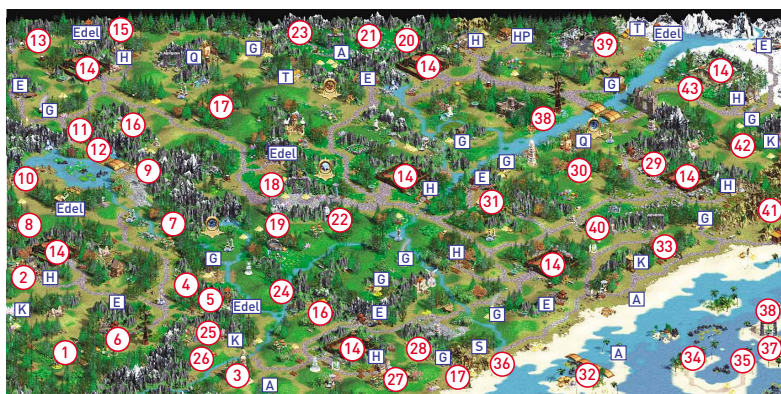 13 Edel 15 23 21 20 H HP 39 T Edel
14 H Q G A E
E T E 14 G 14
G 17 43 H
11 16 38 G
12 G Q 42 K
9 Edel G 29
10 14 E 30 14
Edel 18 H H
8 7 19 22 31 40 G 41
14 33
2 H G G H 14 K
4 24 G
K E 5 Edel 16 E G E A 38
6 25 K A 37
1 26 14 H 28 G S 36 34 35
3 A 27 17 32